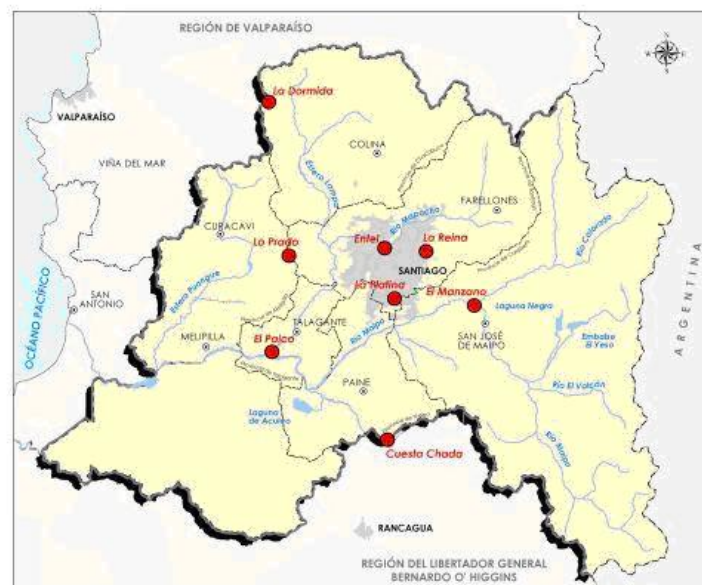 REGIÓN DE VALPARAÍSO
La Dormida
VALPARAÍSO
COLINA
VIÑA DEL MAR
Estero Lampa
FARELLONES
Río Mapocho
CURACAVI
Lo Prado
Entel
La Reina
Río Colorado
SANTIAGO
Estero Puangue
SAN
ANTONIO
OCÉANO PACÍFICO
ARGENTINA
La Platina
El Manzano
Laguna Negra
TALAGANTE
Río Maipo
MELIPILLA
El Paico
SAN JOSÉ
DE MAIPO
Embalse
El Yeso
PAINE
Río El Volcán
Laguna
de Aculeo
Río Maipo
Cuesta Chada
RANCAGUA
REGIÓN DEL LIBERTADOR GENERAL
BERNARDO O' HIGGINS